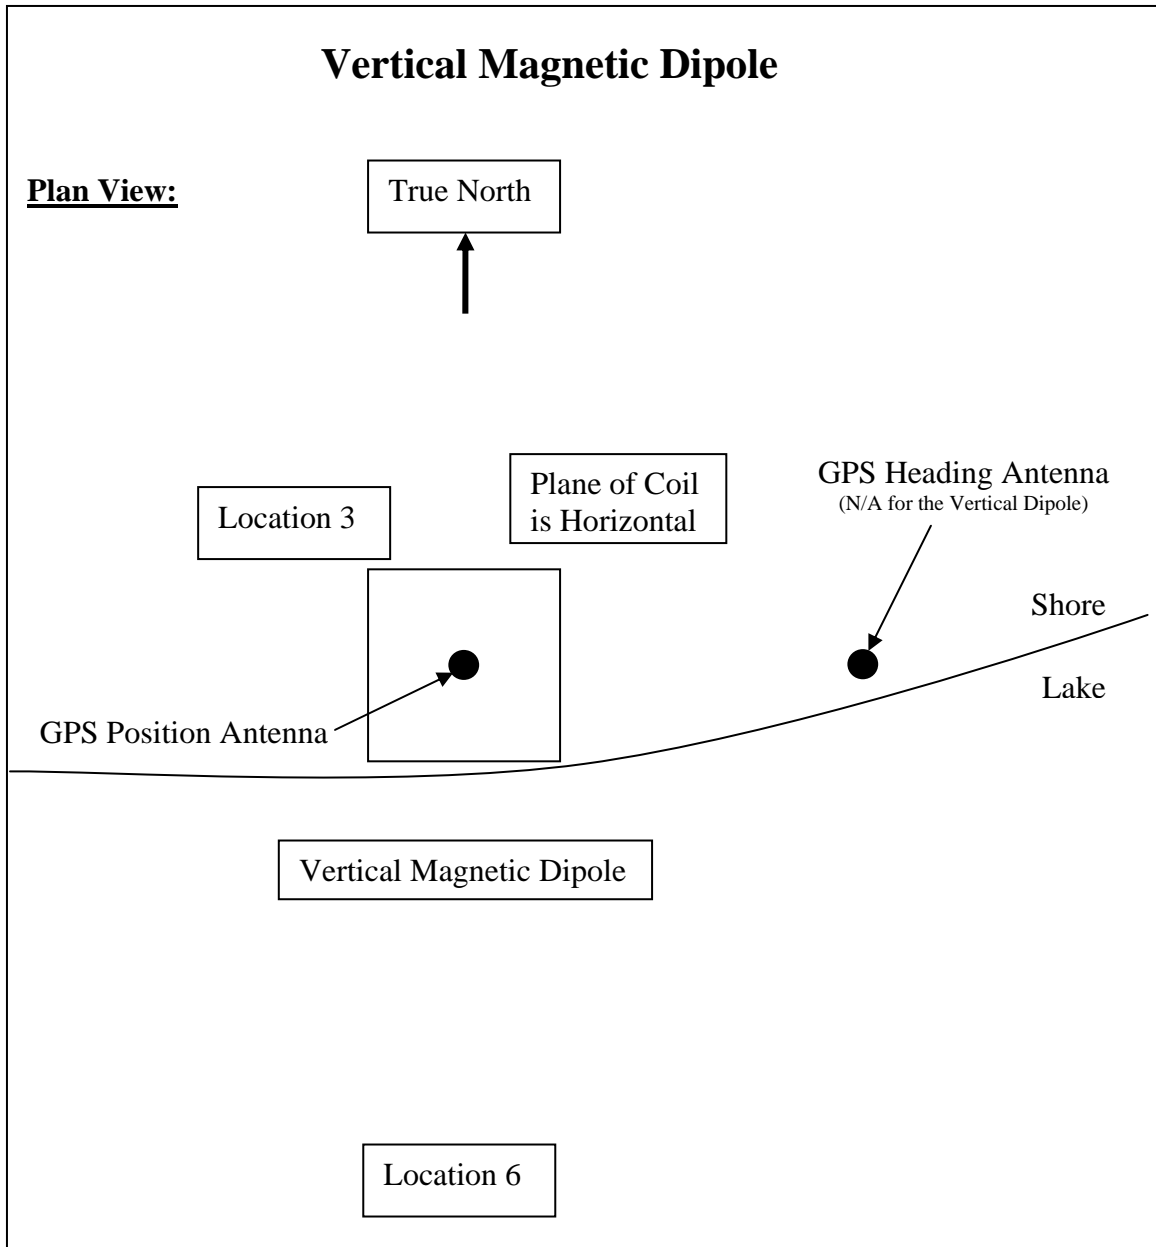 Vertical Magnetic Dipole
Plan View:
True North
Location 3
Plane of Coil
is Horizontal
GPS Heading Antenna
(N/A for the Vertical Dipole)
Shore
Lake
GPS Position Antenna
Vertical Magnetic Dipole
Location 6